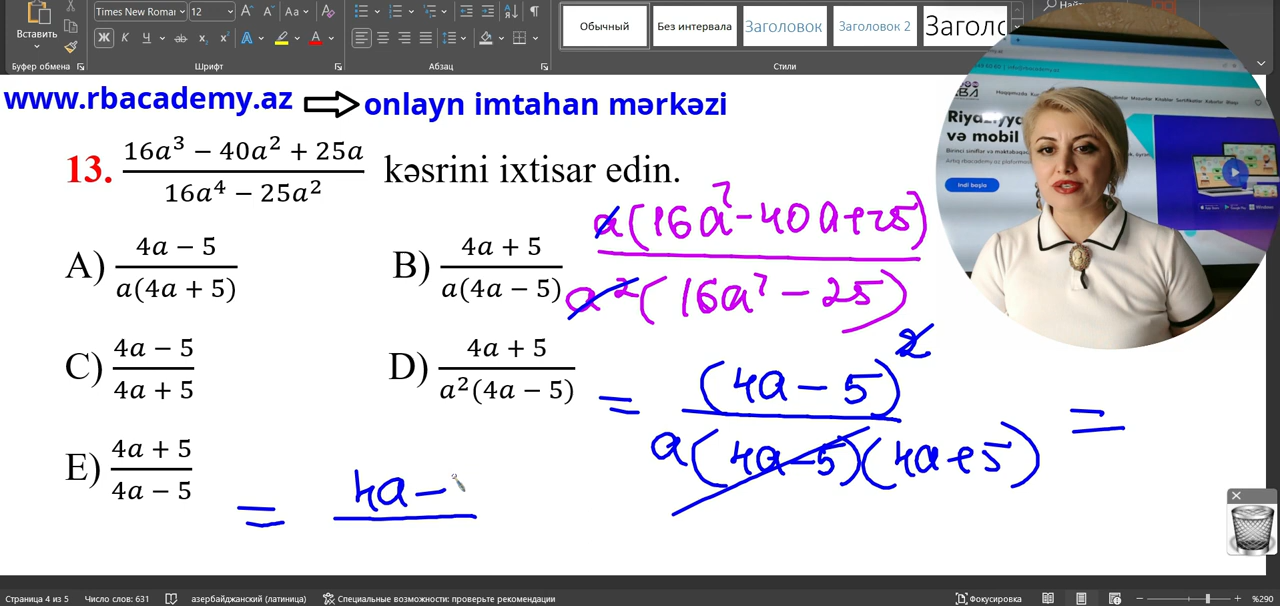 Times New Roman 12 A A Aa
Вставить
Ж К Ч ab x x A A
Буфер обмена Шрифт Абзац Стили
Обычный Без интервала Заголовок Заголовок 2 Заголс
www.rbacademy.az ⇒ onlayn imtahan mərkəzi
13. (16a³ − 40a² + 25a)/(16a⁴ − 25a²) kəsrini ixtisar edin.
A) (4a − 5)/(a(4a + 5)) B) (4a + 5)/(a(4a − 5))
C) (4a − 5)/(4a + 5) D) (4a + 5)/(a²(4a − 5))
E) (4a + 5)/(4a − 5)
a(16a² − 40a + 25)
a²(16a² − 25)
= (4a − 5)²/(a(4a − 5)(4a + 5)) =
= 4a −
Riyaziyya
və mobil
İndi başla
Страница 4 из 5 Число слов: 631 азербайджанский (латиница) Специальные возможности: проверьте рекомендации Фокусировка %290